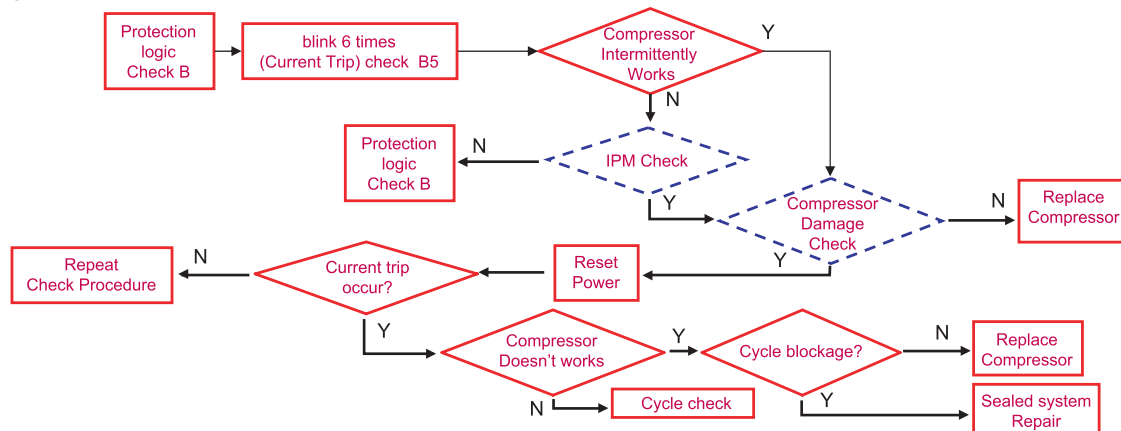 Protection
logic
Check B
blink 6 times
(Current Trip) check B5
Compressor
Intermittently
Works
Y
N
Protection
logic
Check B
N
IPM Check
Y
Compressor
Damage
Check
N
Replace
Compressor
Y
Repeat
Check Procedure
N
Current trip
occur?
Reset
Power
Y
Compressor
Doesn't works
Y
Cycle blockage?
N
Replace
Compressor
N
Cycle check
Y
Sealed system
Repair